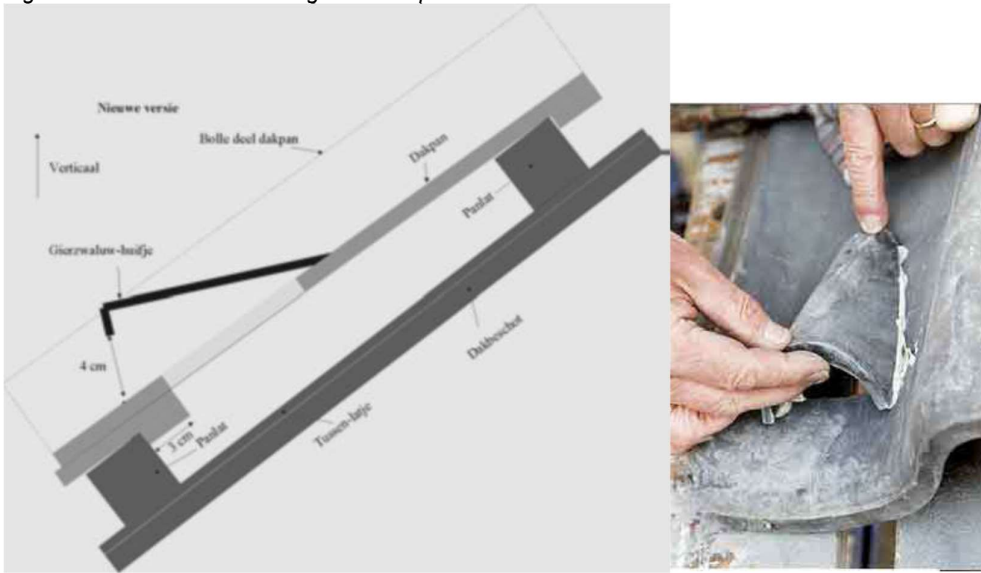 Nieuwe versie
Bolle deel dakpan
Verticaal
Dakpan
Panlat
Gierzwaluw-huifje
4 cm
Dakbeschot
3 cm
Panlat
Tussen-latje